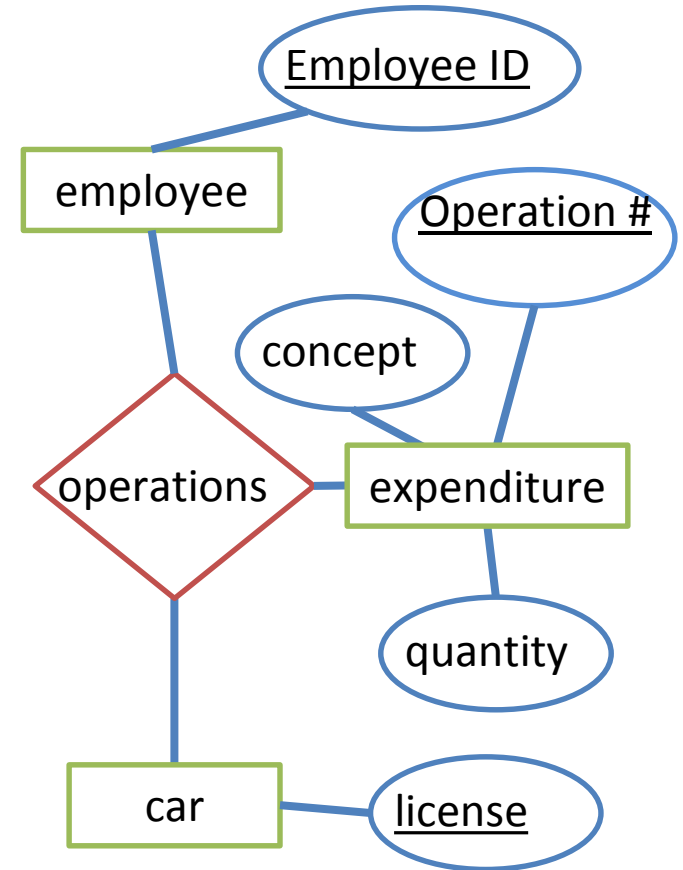 Employee ID
employee
Operation #
concept
operations
expenditure
quantity
car
license